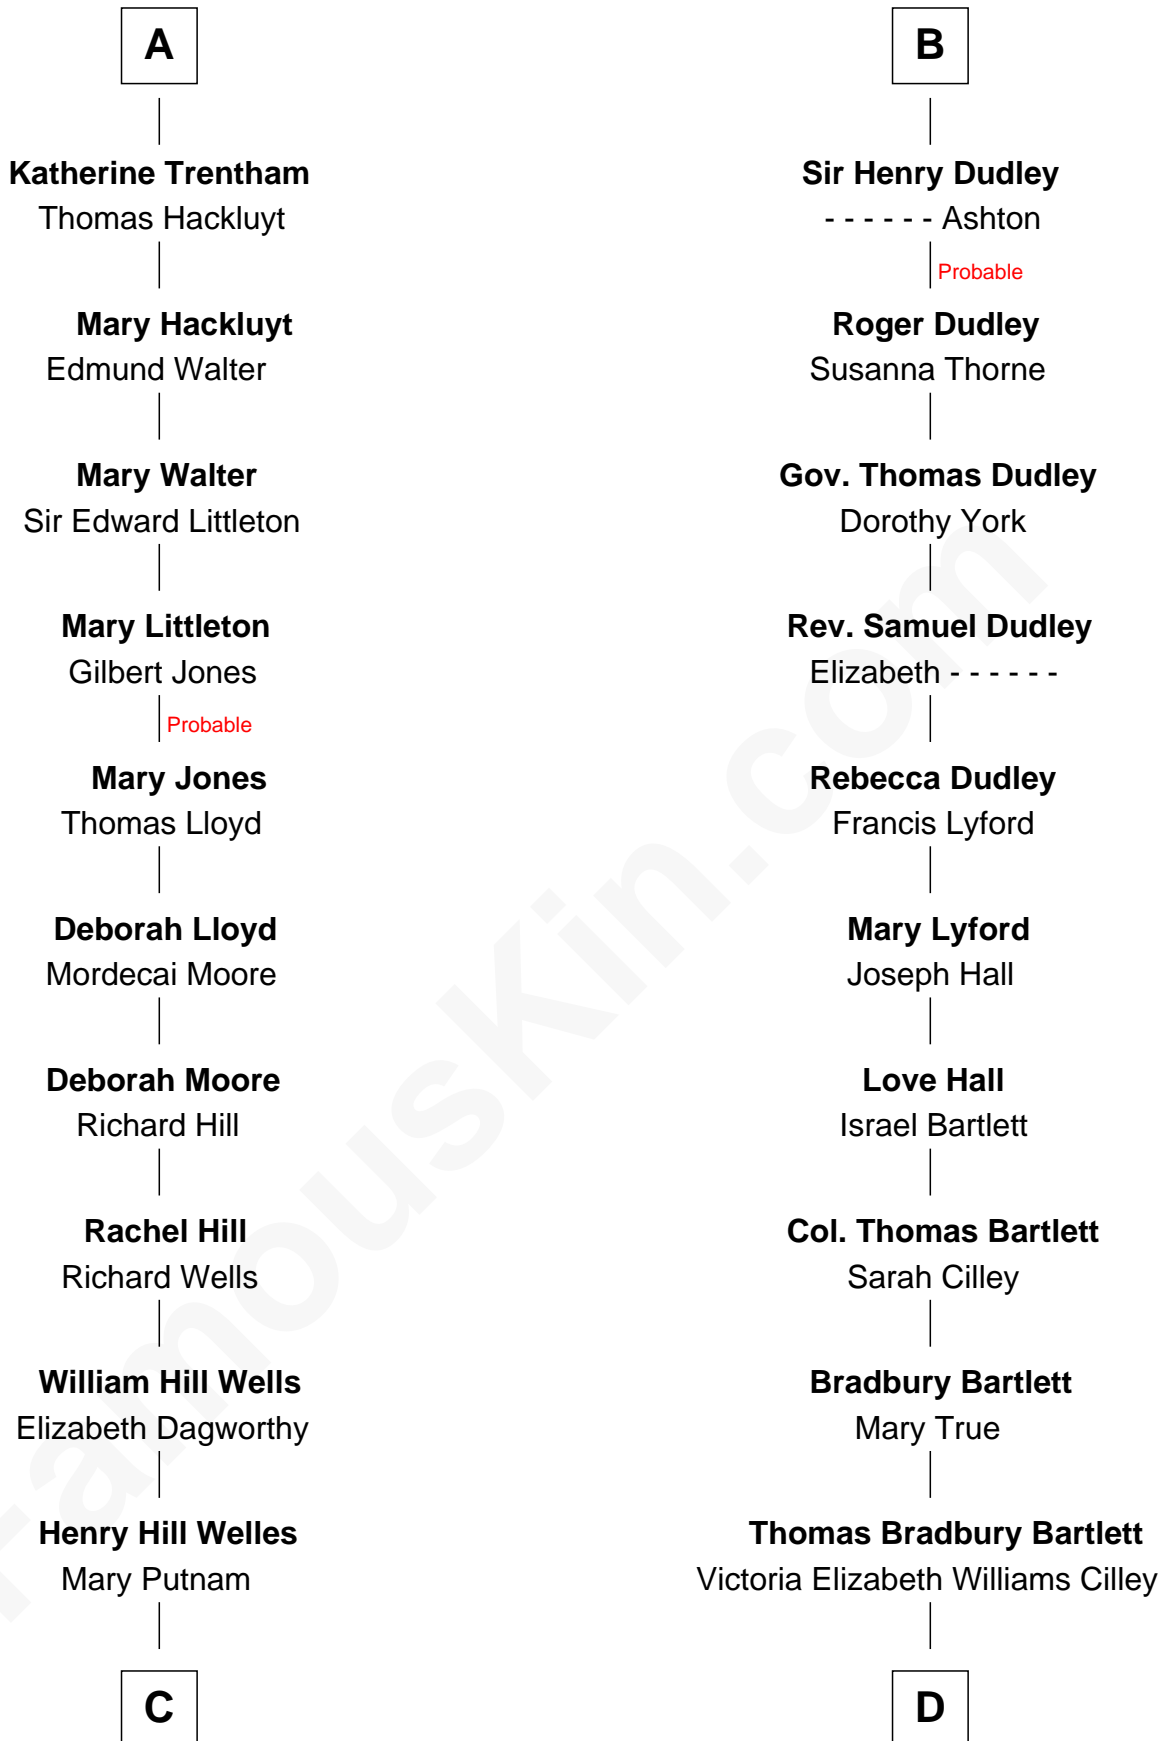 A
Katherine Trentham
Thomas Hackluyt
Mary Hackluyt
Edmund Walter
Mary Walter
Sir Edward Littleton
Mary Littleton
Gilbert Jones
Probable
Mary Jones
Thomas Lloyd
Deborah Lloyd
Mordecai Moore
Deborah Moore
Richard Hill
Rachel Hill
Richard Wells
William Hill Wells
Elizabeth Dagworthy
Henry Hill Welles
Mary Putnam
C
B
Sir Henry Dudley
- - - - - - Ashton
Probable
Roger Dudley
Susanna Thorne
Gov. Thomas Dudley
Dorothy York
Rev. Samuel Dudley
Elizabeth - - - - - -
Rebecca Dudley
Francis Lyford
Mary Lyford
Joseph Hall
Love Hall
Israel Bartlett
Col. Thomas Bartlett
Sarah Cilley
Bradbury Bartlett
Mary True
Thomas Bradbury Bartlett
Victoria Elizabeth Williams Cilley
D
FamousKin.com